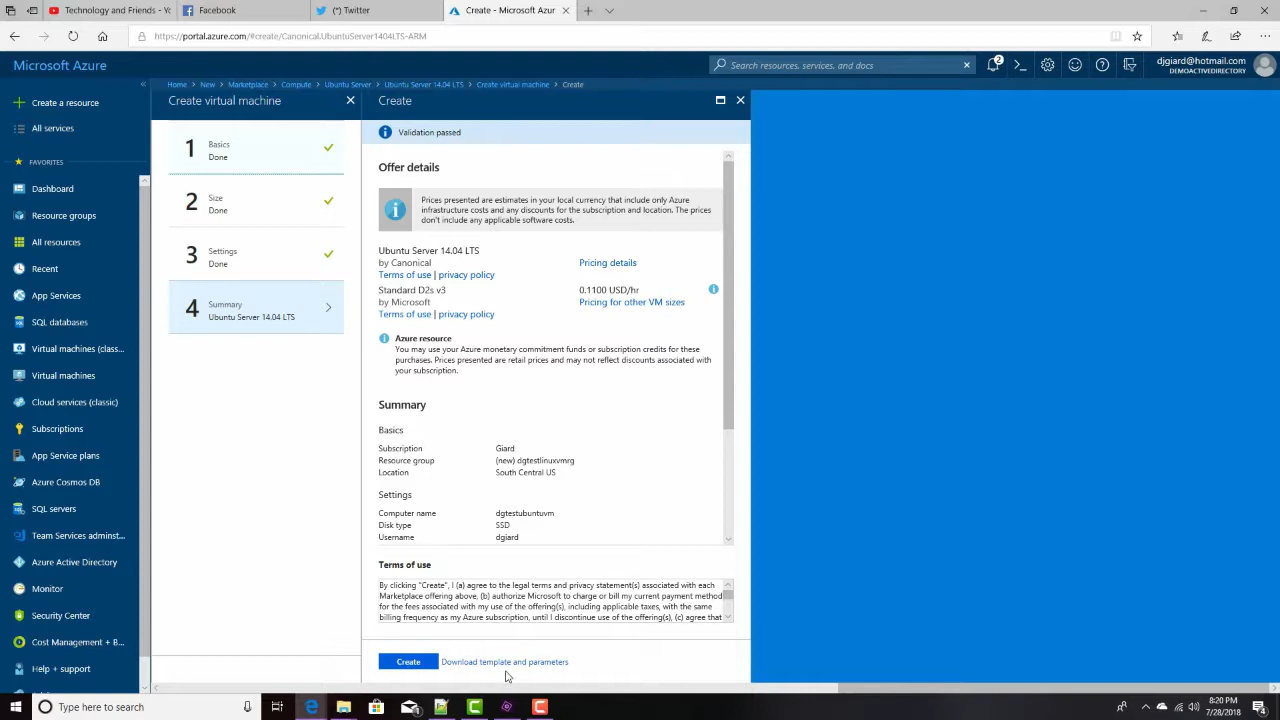 Technology and Friends - Y
Facebook
(*) Twitter
Create - Microsoft Azur
https://portal.azure.com/#create/Canonical.UbuntuServer1404LTS-ARM
Microsoft Azure
Search resources, services, and docs
2
djgiard@hotmail.com
DEMOACTIVEDIRECTORY
Home > New > Marketplace > Compute > Ubuntu Server > Ubuntu Server 14.04 LTS > Create virtual machine > Create
Create a resource
All services
FAVORITES
Dashboard
Resource groups
All resources
Recent
App Services
SQL databases
Virtual machines (class...
Virtual machines
Cloud services (classic)
Subscriptions
App Service plans
Azure Cosmos DB
SQL servers
Team Services adminst...
Azure Active Directory
Monitor
Security Center
Cost Management + B...
Help + support
Create virtual machine
1 Basics
Done
2 Size
Done
3 Settings
Done
4 Summary
Ubuntu Server 14.04 LTS
Create
Validation passed
Offer details
Prices presented are estimates in your local currency that include only Azure
infrastructure costs and any discounts for the subscription and location. The prices
don't include any applicable software costs.
Ubuntu Server 14.04 LTS
by Canonical Pricing details
Terms of use | privacy policy
Standard D2s v3 0.1100 USD/hr
by Microsoft Pricing for other VM sizes
Terms of use | privacy policy
Azure resource
You may use your Azure monetary commitment funds or subscription credits for these
purchases. Prices presented are retail prices and may not reflect discounts associated with
your subscription.
Summary
Basics
Subscription Giard
Resource group (new) dgtestlinuxvmrg
Location South Central US
Settings
Computer name dgtestubuntuvm
Disk type SSD
Username dgiard
Terms of use
By clicking "Create", I (a) agree to the legal terms and privacy statement(s) associated with each
Marketplace offering above, (b) authorize Microsoft to charge or bill my current payment method
for the fees associated with my use of the offering(s), including applicable taxes, with the same
billing frequency as my Azure subscription, until I discontinue use of the offering(s), (c) agree that
Create Download template and parameters
Type here to search
8:20 PM
7/28/2018